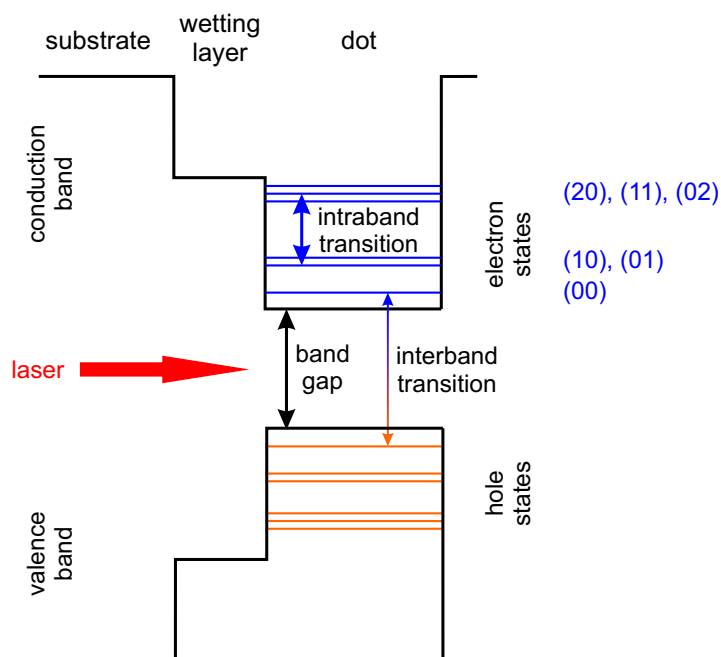 substrate
wetting
layer
dot
conduction
band
(20), (11), (02)
intraband
transition
electron
states
(10), (01)
(00)
laser
band
gap
interband
transition
valence
band
hole
states